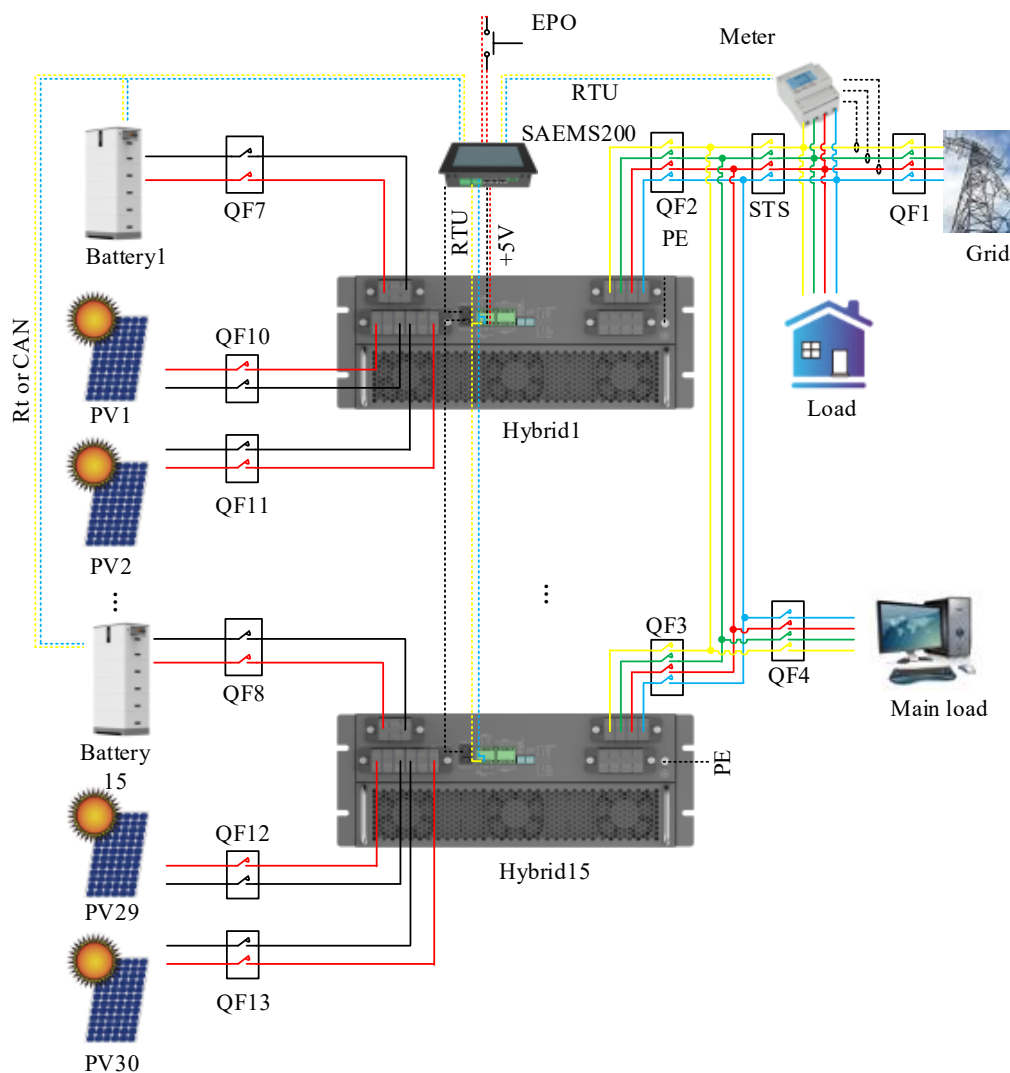 EPO
Meter
RTU
SAEMS200
QF7
QF2
STS
QF1
PE
Grid
Battery1
RTU
+5V
Rt or CAN
QF10
PV1
Hybrid1
Load
QF11
PV2
...
...
QF8
QF3
QF4
Main load
Battery
15
PE
QF12
Hybrid15
PV29
QF13
PV30